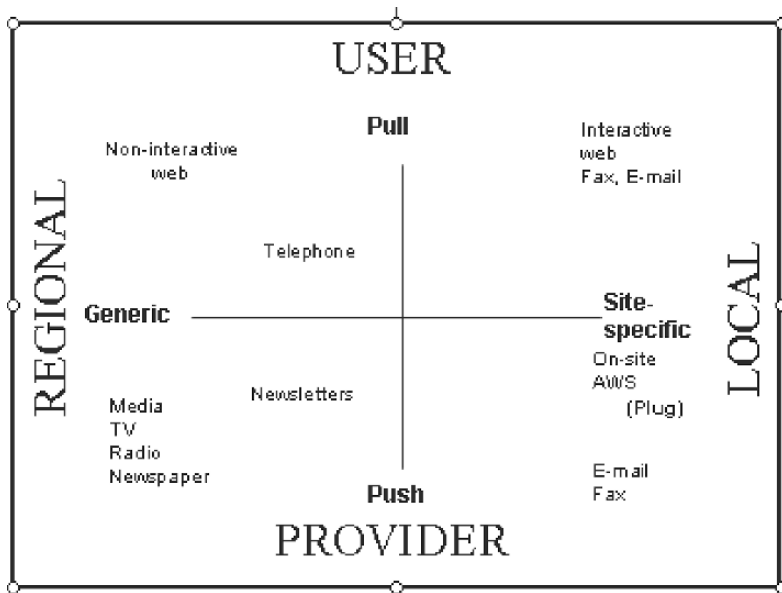 USER
Pull
Non-interactive
web
Interactive
web
Fax, E-mail
Telephone
REGIONAL
LOCAL
Generic
Site-
specific
On-site
AWS
(Plug)
Newsletters
Media
TV
Radio
Newspaper
E-mail
Fax
Push
PROVIDER